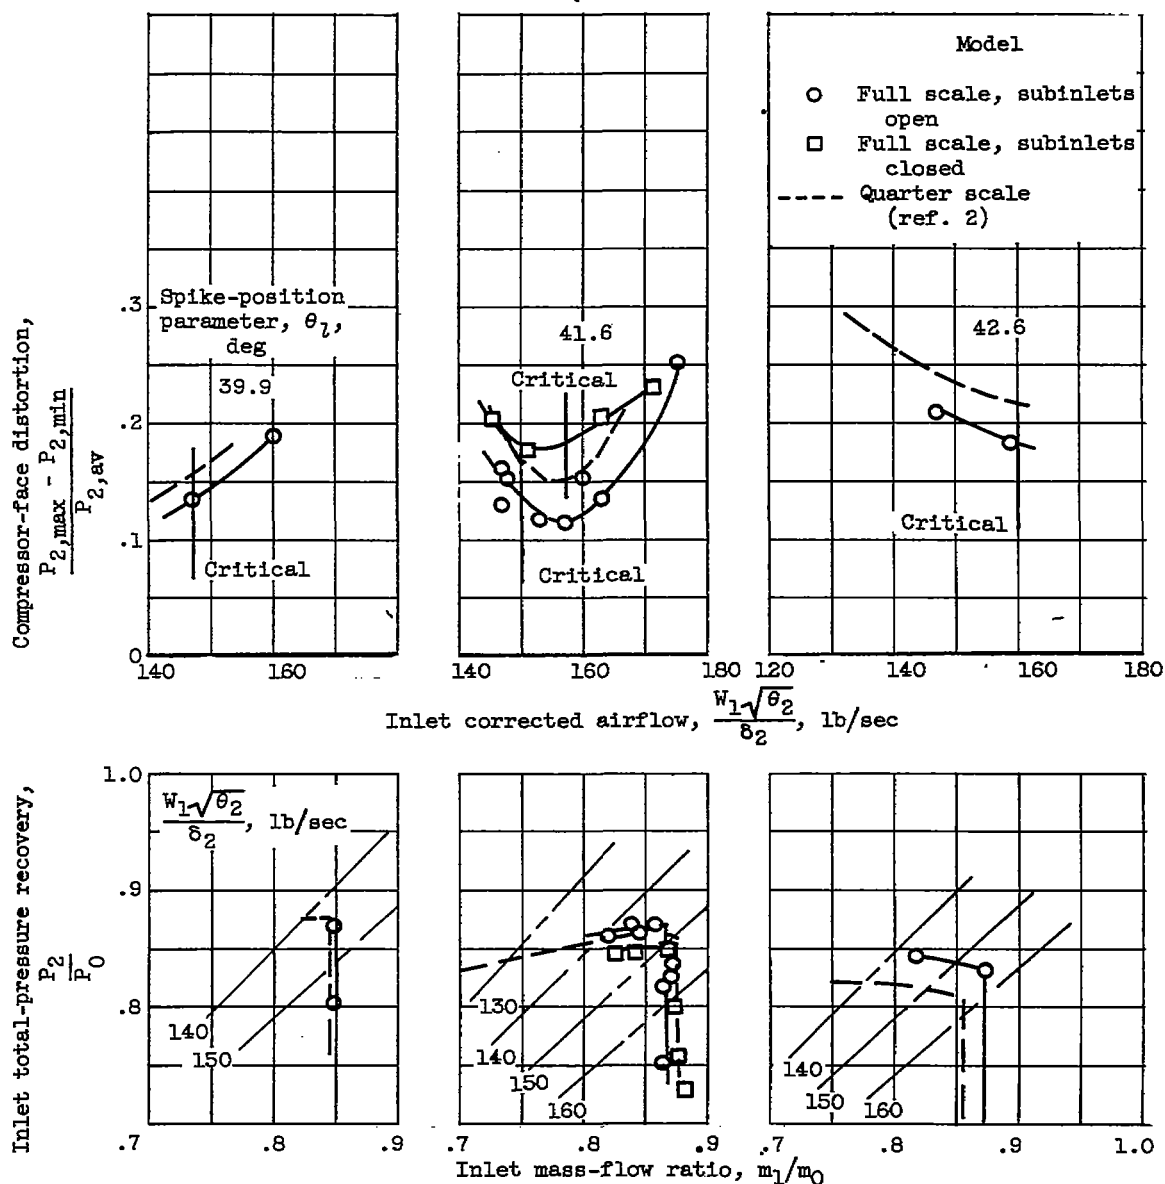 Model
Full scale, subinlets
open
Full scale, subinlets
closed
Quarter scale
(ref. 2)
Compressor-face distortion,
P2,max - P2,min
P2,av
.3
.2
.1
0
Spike-position
parameter, θl,
deg
39.9
Critical
41.6
Critical
Critical
42.6
Critical
140 160
140 160 180
120 140 160 180
Inlet corrected airflow, W1√θ2/δ2, lb/sec
Inlet total-pressure recovery,
P2
P0
1.0
.9
.8
W1√θ2/δ2, lb/sec
140
150
130
140
150
160
140
150
160
.7 .8 .9
.7 .8 .9
.7 .8 .9 1.0
Inlet mass-flow ratio, m1/m0